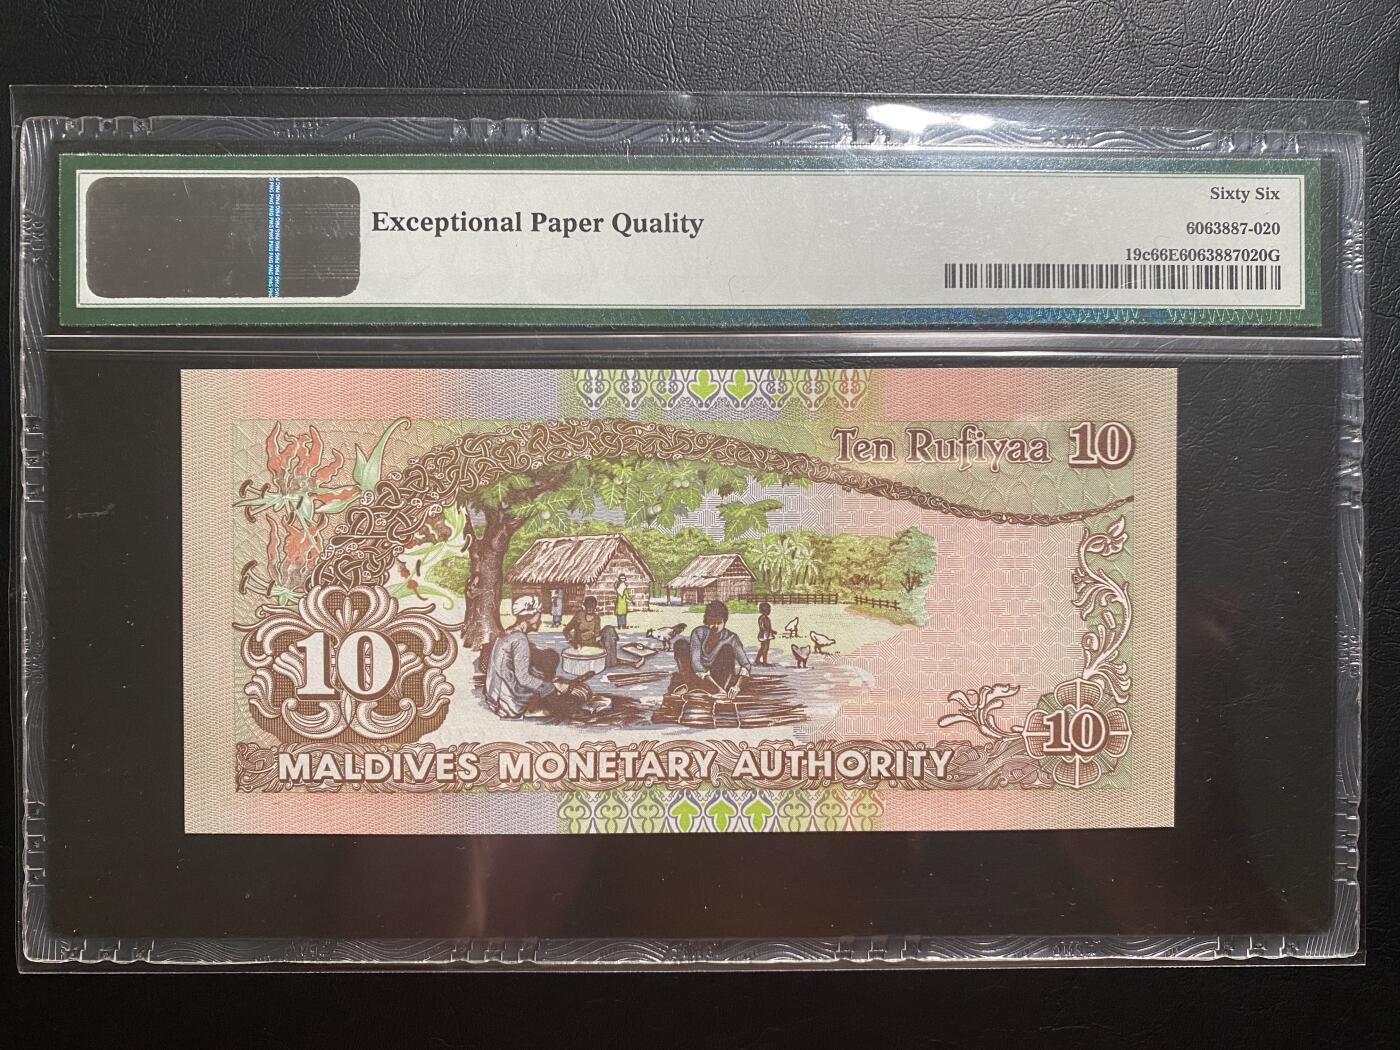 Exceptional Paper Quality
Sixty Six
6063887-020
19c66E6063887020G
Ten Rufiyaa 10
10
10
MALDIVES MONETARY AUTHORITY